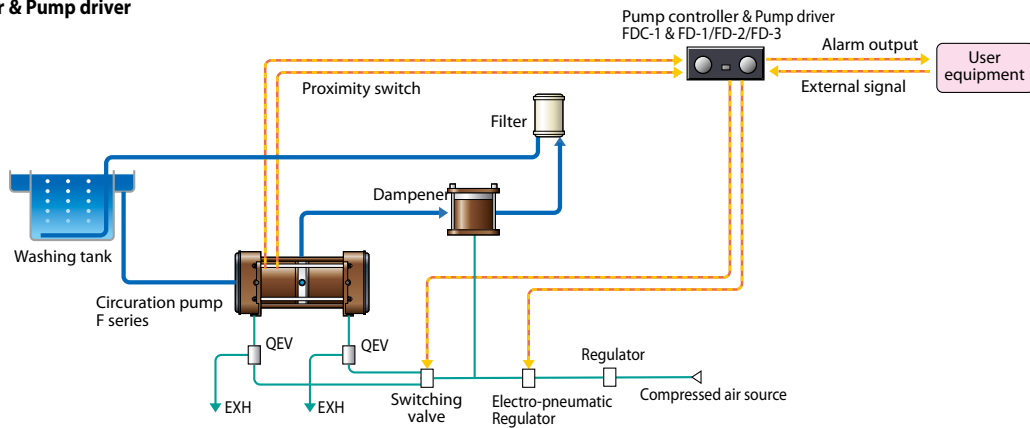 r & Pump driver
Pump controller & Pump driver
FDC-1 & FD-1/FD-2/FD-3
Alarm output
User
equipment
External signal
Proximity switch
Filter
Dampener
Washing tank
Circuration pump
F series
QEV
QEV
EXH
EXH
Switching
valve
Electro-pneumatic
Regulator
Regulator
Compressed air source